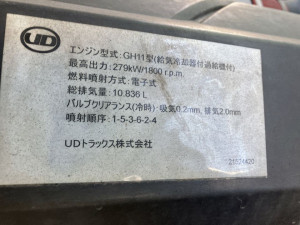 UD
エンジン型式：GH11型(給気冷却器付過給機付)
最高出力：279kW/1800 r.p.m.
燃料噴射方式：電子式
総排気量：10.836 L
バルブクリアランス(冷時)：吸気0.2mm, 排気2.0mm
噴射順序：1-5-3-6-2-4
UDトラックス株式会社